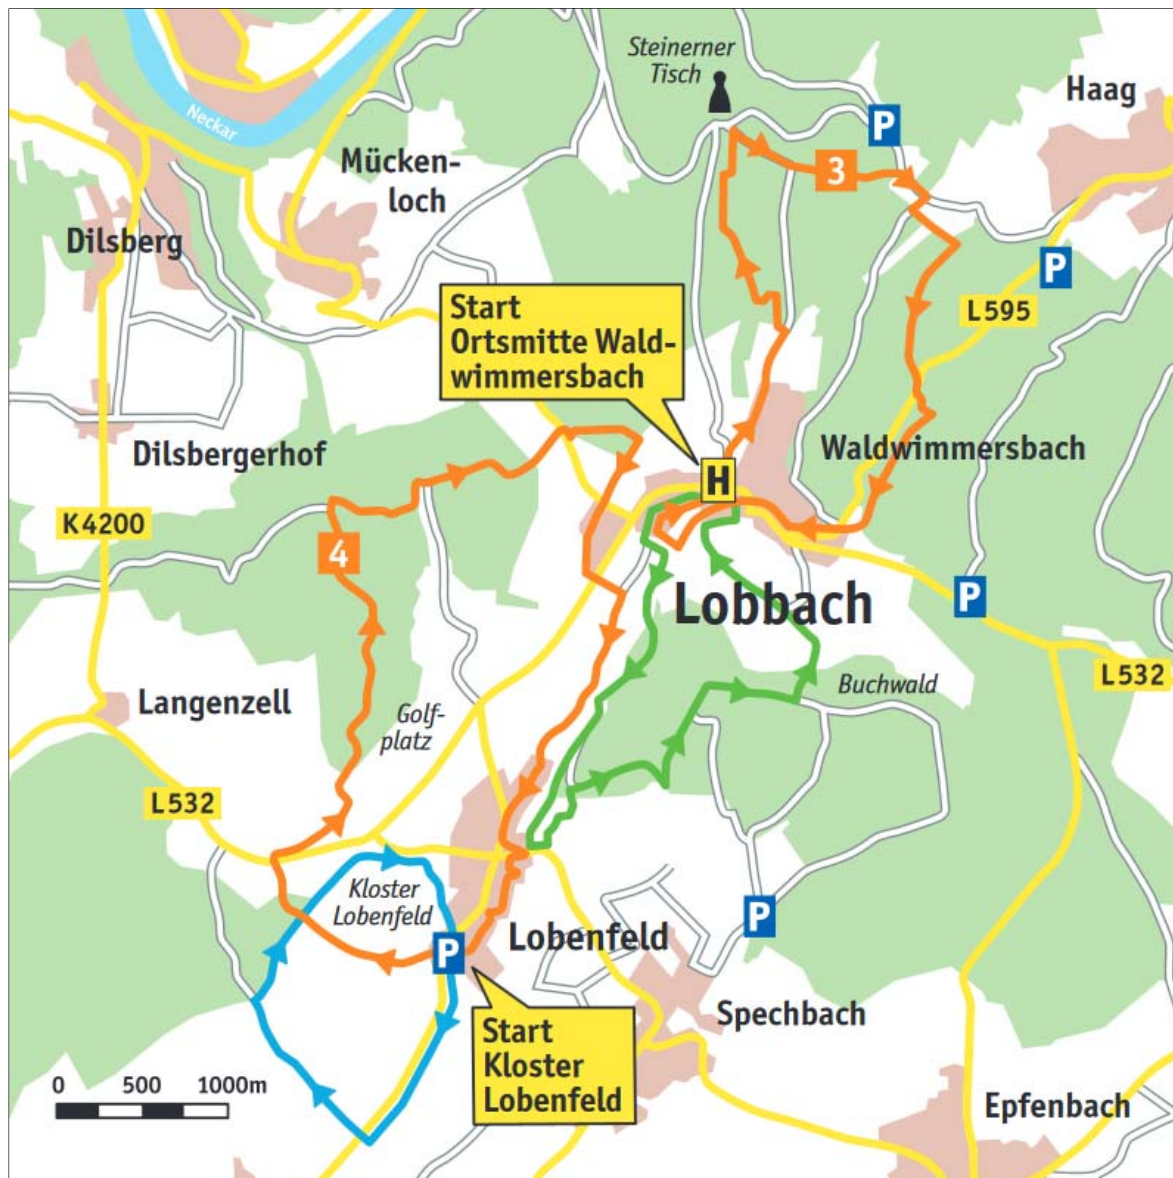 Steinerner
Tisch
Haag
P
Neckar
Mücken-
loch
3
Dilsberg
P
Start
Ortsmitte Wald-
wimmersbach
L595
Dilsbergerhof
Waldwimmersbach
H
K4200
4
P
Lobbach
L532
Langenzell
Golf-
platz
Buchwald
L532
Kloster
Lobenfeld
P
Lobenfeld
P
Spechbach
Start
Kloster
Lobenfeld
0 500 1000m
Epfenbach